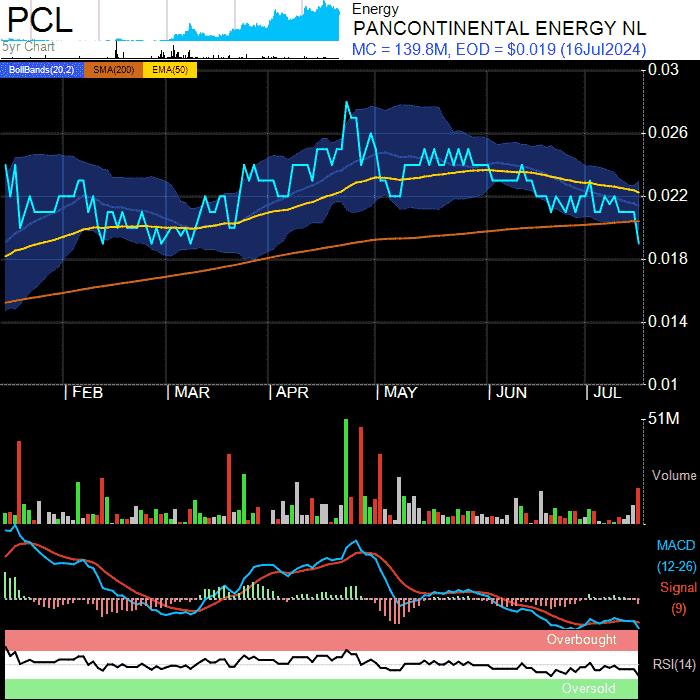 PCL
5yr Chart
Energy
PANCONTINENTAL ENERGY NL
MC = 139.8M, EOD = $0.019 (16Jul2024)
BollBands(20,2) SMA(200) EMA(50)
0.03
0.026
0.022
0.018
0.014
0.01
FEB MAR APR MAY JUN JUL
51M
Volume
MACD
(12-26)
Signal
(9)
Overbought
RSI(14)
Oversold